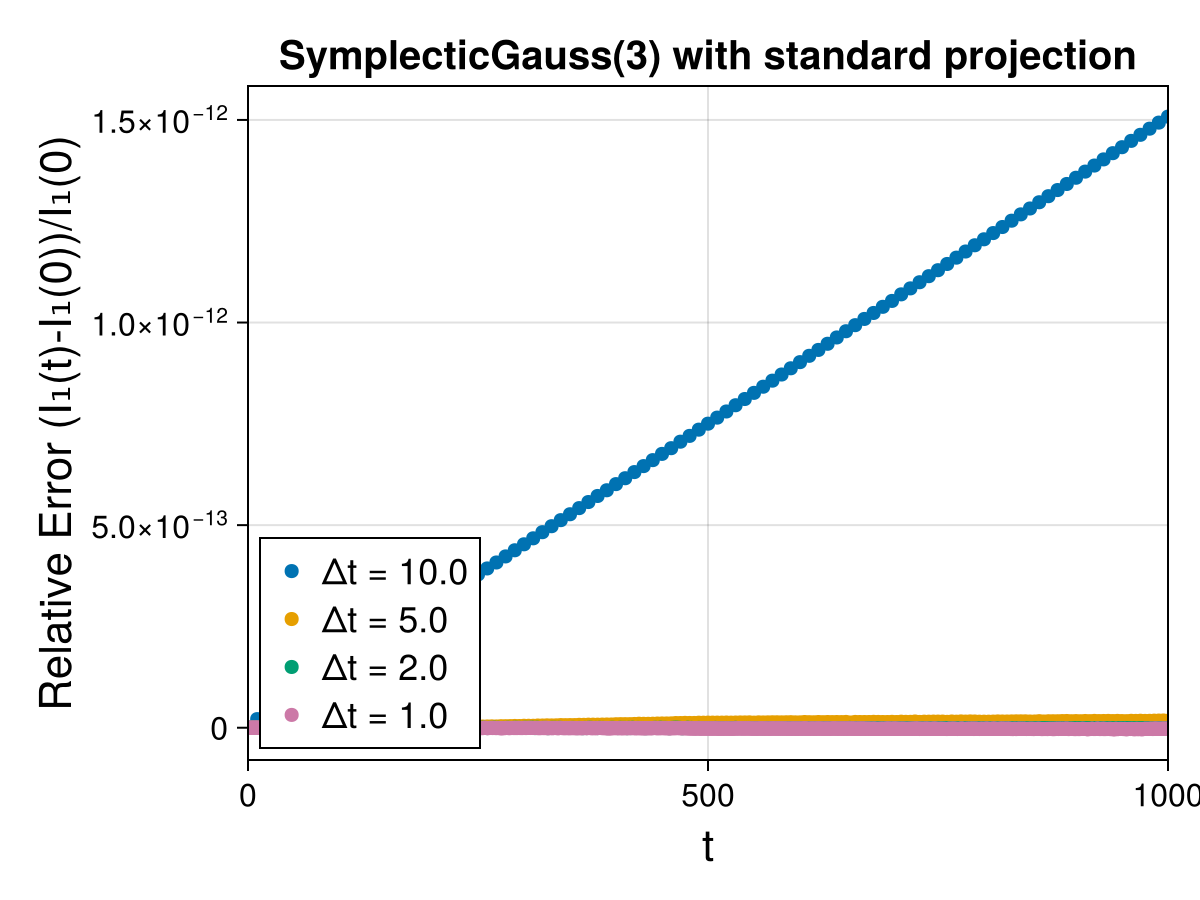 SymplecticGauss(3) with standard projection
Relative Error (I₁(t)-I₁(0))/I₁(0)
1.5×10⁻¹²
1.0×10⁻¹²
5.0×10⁻¹³
0
Δt = 10.0
Δt = 5.0
Δt = 2.0
Δt = 1.0
0 500 1000
t